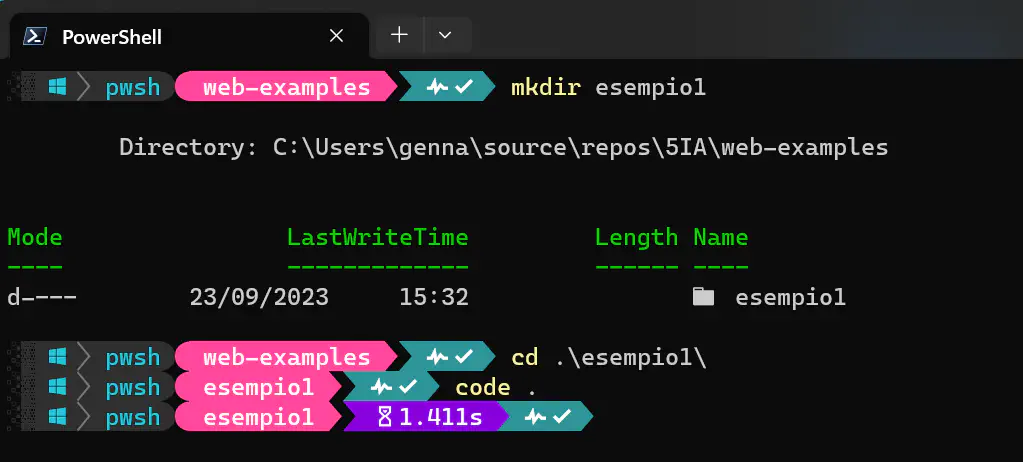 PowerShell
pwsh web-examples mkdir esempio1
Directory: C:\Users\genna\source\repos\5IA\web-examples
Mode LastWriteTime Length Name
---- ------------- ------ ----
d---- 23/09/2023 15:32 esempio1
pwsh web-examples cd .\esempio1\
pwsh esempio1 code .
pwsh esempio1 1.411s